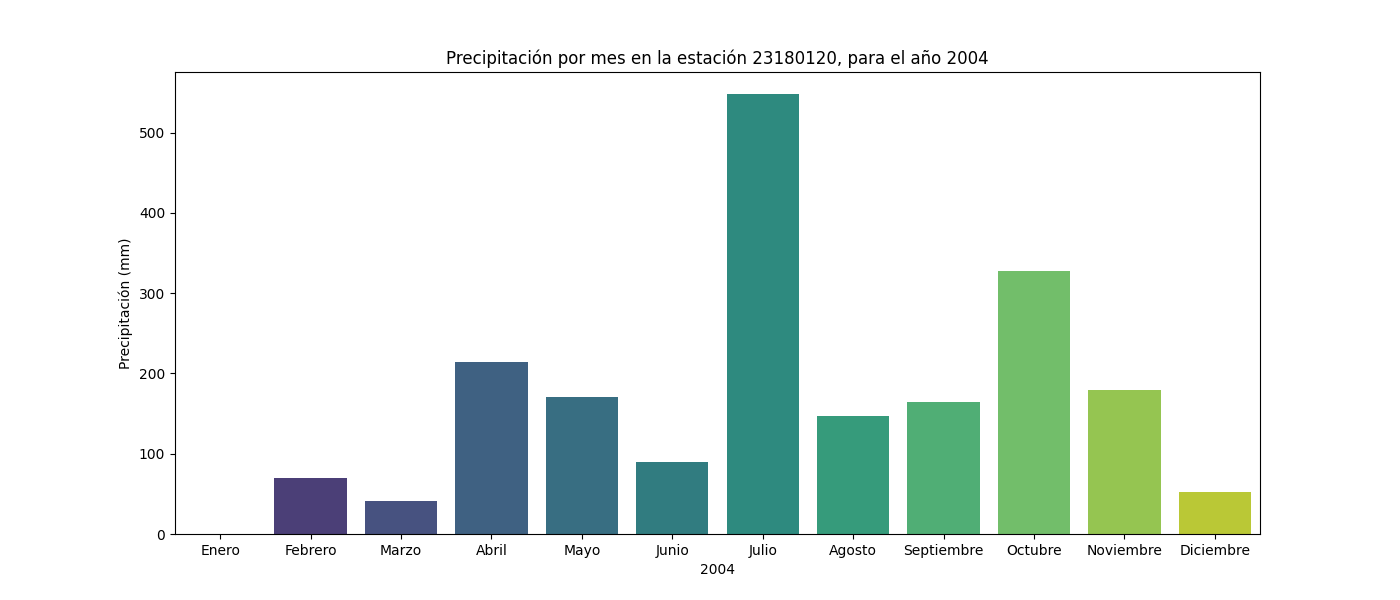 Precipitación por mes en la estación 23180120, para el año 2004
Precipitación (mm)
500
400
300
200
100
0
Enero Febrero Marzo Abril Mayo Junio Julio Agosto Septiembre Octubre Noviembre Diciembre
2004